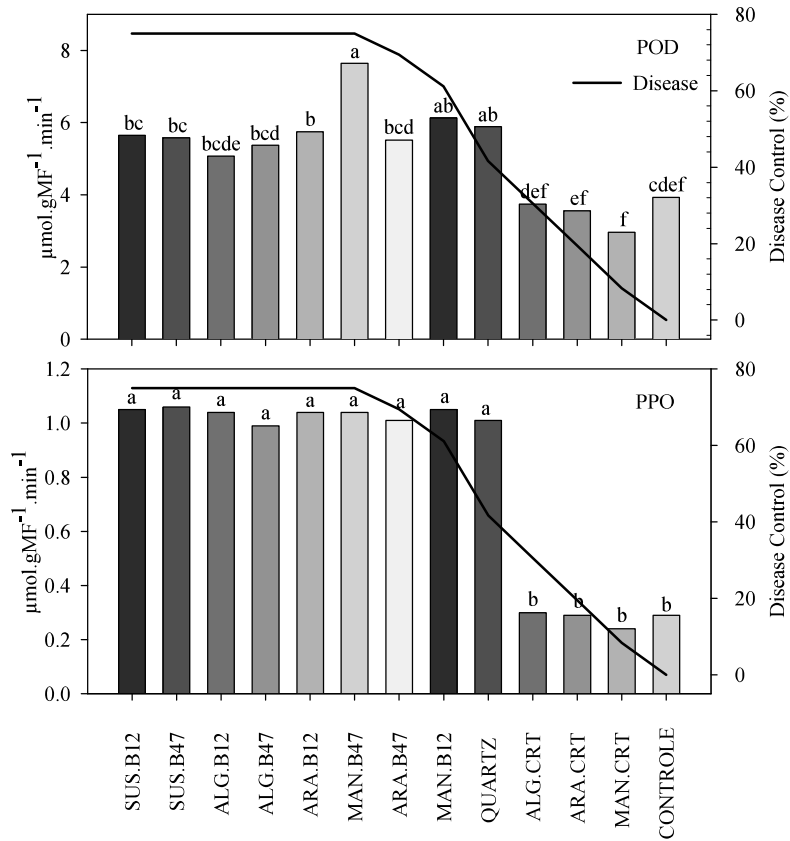 80
8
POD
a
Disease
60
ab
ab
bc
bc
b
bcd
bcd
bcde
6
µmol.gMF⁻¹.min⁻¹
40
Disease Control (%)
4
def
ef
cdef
f
20
2
0
0
1.2
80
a
a
a
a
a
a
a
a
a
PPO
1.0
60
0.8
µmol.gMF⁻¹.min⁻¹
40
Disease Control (%)
0.6
0.4
20
b
b
b
b
0.2
0
0.0
SUS.B12
SUS.B47
ALG.B12
ALG.B47
ARA.B12
MAN.B47
ARA.B47
MAN.B12
QUARTZ
ALG.CRT
ARA.CRT
MAN.CRT
CONTROLE